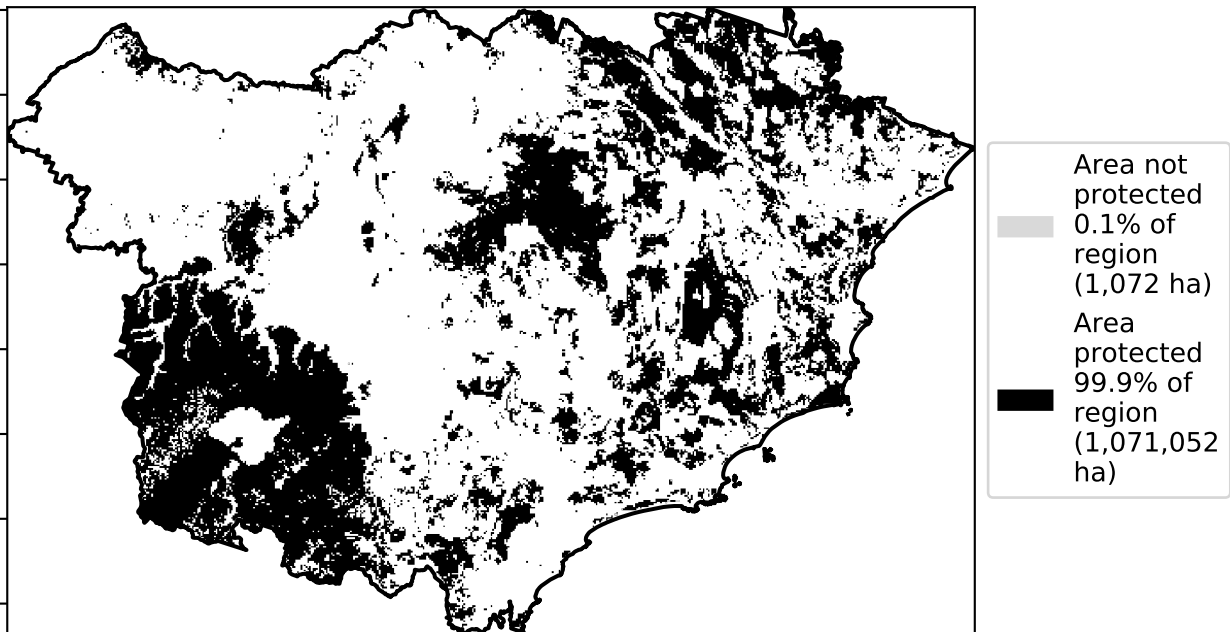 Area not
protected
0.1% of
region
(1,072 ha)
Area
protected
99.9% of
region
(1,071,052
ha)